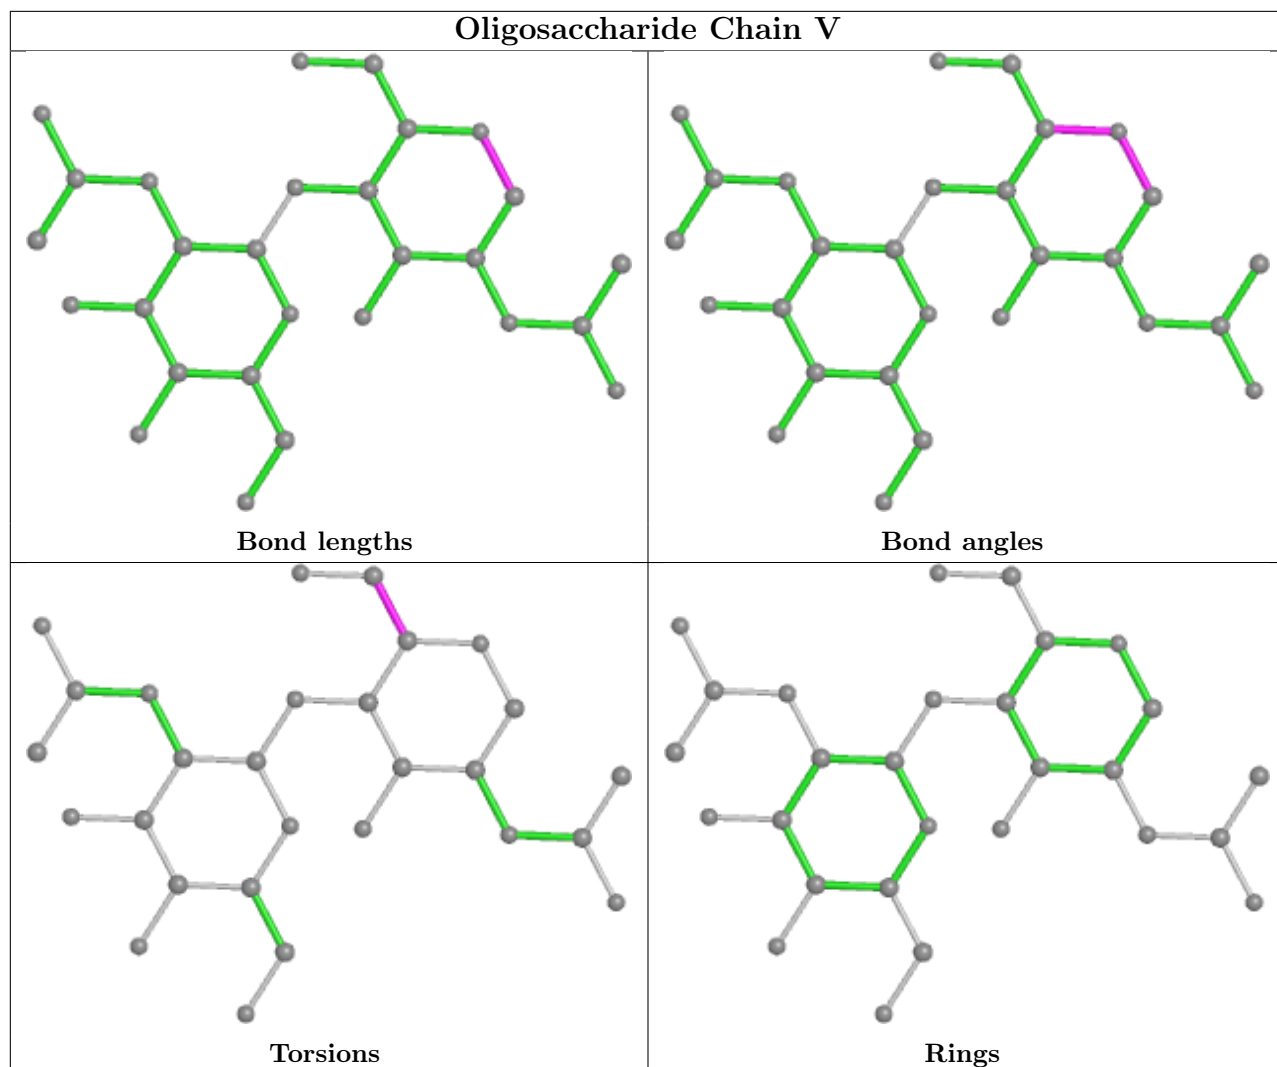 Oligosaccharide Chain V
Bond lengths
Bond angles
Torsions
Rings